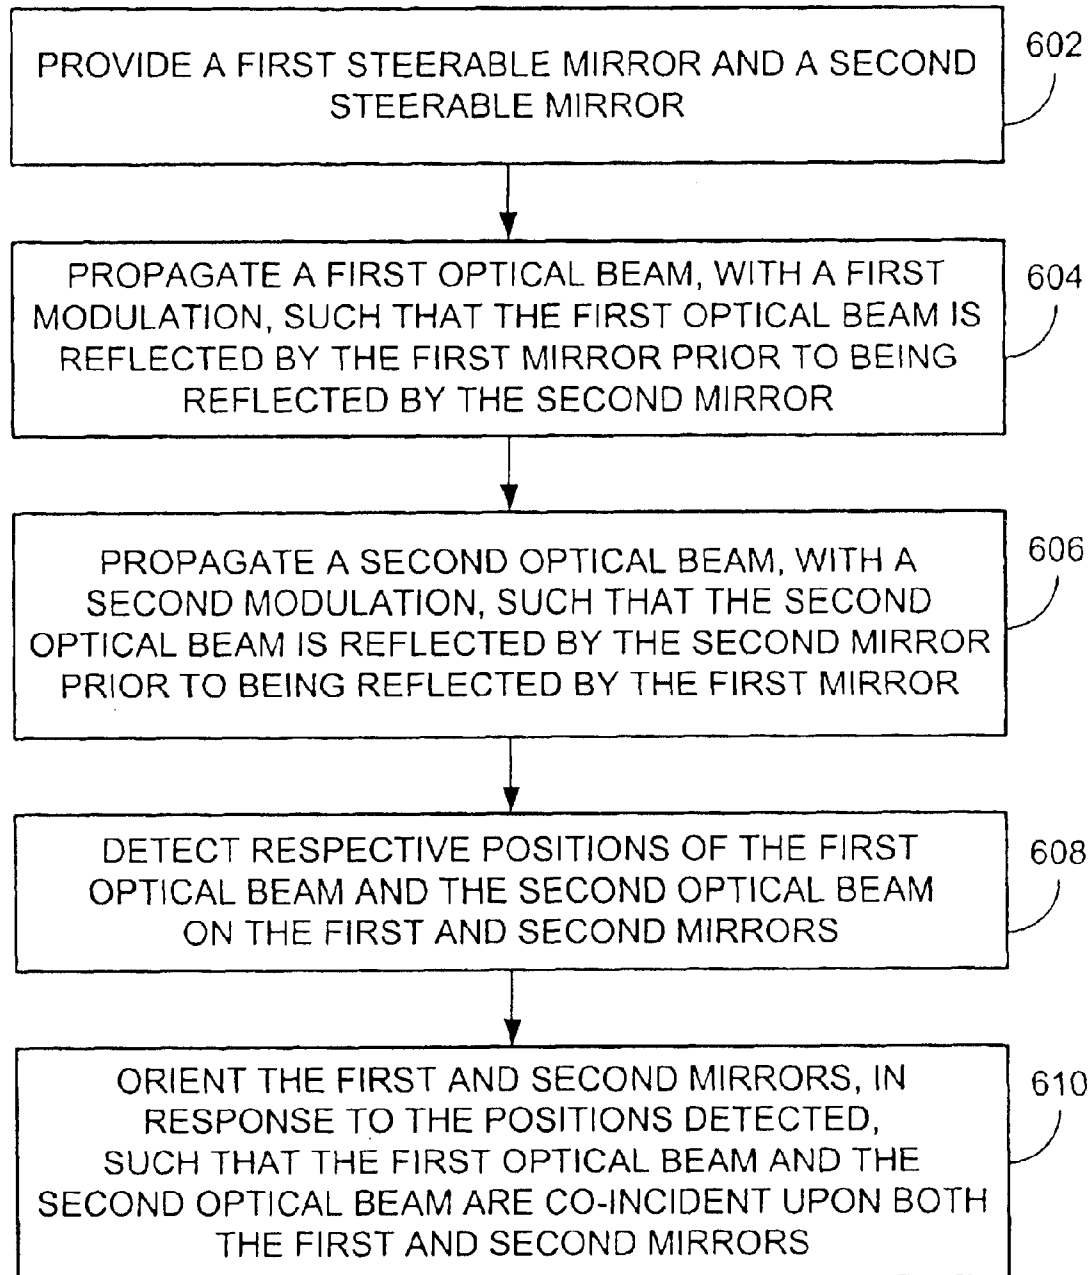 PROVIDE A FIRST STEERABLE MIRROR AND A SECOND
STEERABLE MIRROR
602
PROPAGATE A FIRST OPTICAL BEAM, WITH A FIRST
MODULATION, SUCH THAT THE FIRST OPTICAL BEAM IS
REFLECTED BY THE FIRST MIRROR PRIOR TO BEING
REFLECTED BY THE SECOND MIRROR
604
PROPAGATE A SECOND OPTICAL BEAM, WITH A
SECOND MODULATION, SUCH THAT THE SECOND
OPTICAL BEAM IS REFLECTED BY THE SECOND MIRROR
PRIOR TO BEING REFLECTED BY THE FIRST MIRROR
606
DETECT RESPECTIVE POSITIONS OF THE FIRST
OPTICAL BEAM AND THE SECOND OPTICAL BEAM
ON THE FIRST AND SECOND MIRRORS
608
ORIENT THE FIRST AND SECOND MIRRORS, IN
RESPONSE TO THE POSITIONS DETECTED,
SUCH THAT THE FIRST OPTICAL BEAM AND THE
SECOND OPTICAL BEAM ARE CO-INCIDENT UPON BOTH
THE FIRST AND SECOND MIRRORS
610